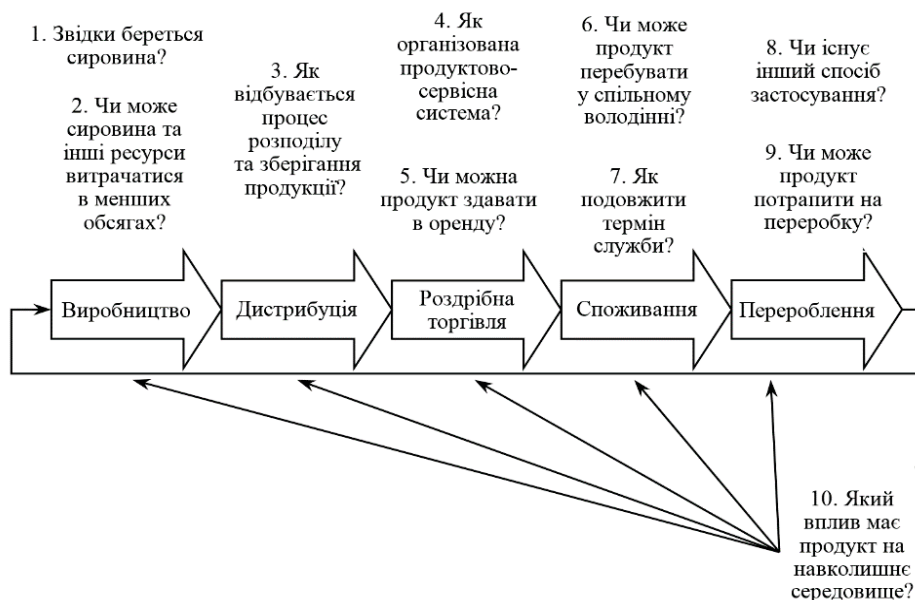 1. Звідки береться
сировина?
2. Чи може
сировина та
інші ресурси
витрачатися
в менших
обсягах?
3. Як
відбувається
процес
розподілу
та зберігання
продукції?
4. Як
організована
продуктово-
сервісна
система?
5. Чи можна
продукт здавати
в оренду?
6. Чи може
продукт
перебувати
у спільному
володінні?
7. Як
подовжити
термін
служби?
8. Чи існує
інший спосіб
застосування?
9. Чи може
продукт
потрапити на
переробку?
Виробництво
Дистрибуція
Роздрібна
торгівля
Споживання
Перероблення
10. Який
вплив має
продукт на
навколишнє
середовище?